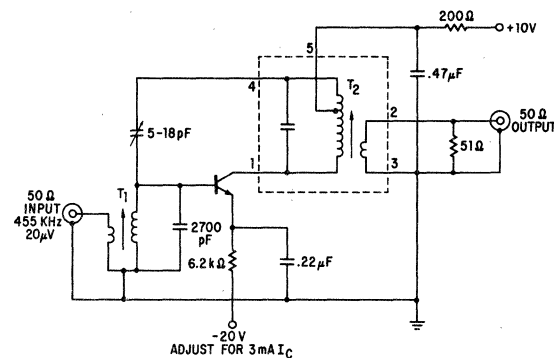 200Ω
+10V
5
.47µF
4
T2
2
50Ω
OUTPUT
5-18pF
51Ω
1
3
50Ω
INPUT
455 KHz
20µV
T1
2700
pF
6.2kΩ
.22µF
-20V
ADJUST FOR 3mA IC